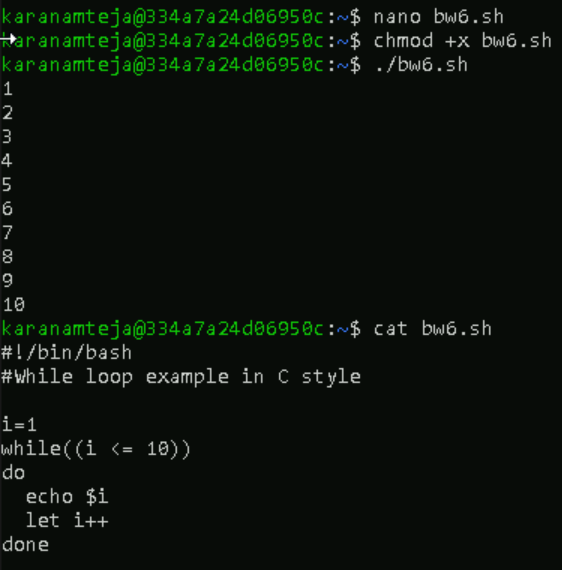 karanamteja@334a7a24d06950c:~$ nano bw6.sh
karanamteja@334a7a24d06950c:~$ chmod +x bw6.sh
karanamteja@334a7a24d06950c:~$ ./bw6.sh
1
2
3
4
5
6
7
8
9
10
karanamteja@334a7a24d06950c:~$ cat bw6.sh
#!/bin/bash
#While loop example in C style

i=1
while((i <= 10))
do
  echo $i
  let i++
done